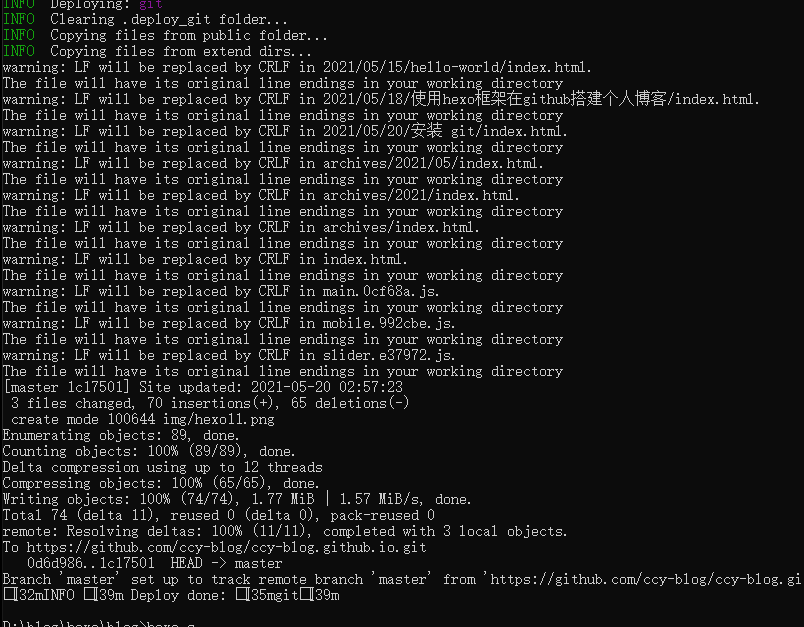 INFO  Deploying: git
INFO  Clearing .deploy_git folder...
INFO  Copying files from public folder...
INFO  Copying files from extend dirs...
warning: LF will be replaced by CRLF in 2021/05/15/hello-world/index.html.
The file will have its original line endings in your working directory
warning: LF will be replaced by CRLF in 2021/05/18/使用hexo框架在github搭建个人博客/index.html.
The file will have its original line endings in your working directory
warning: LF will be replaced by CRLF in 2021/05/20/安装 git/index.html.
The file will have its original line endings in your working directory
warning: LF will be replaced by CRLF in archives/2021/05/index.html.
The file will have its original line endings in your working directory
warning: LF will be replaced by CRLF in archives/2021/index.html.
The file will have its original line endings in your working directory
warning: LF will be replaced by CRLF in archives/index.html.
The file will have its original line endings in your working directory
warning: LF will be replaced by CRLF in index.html.
The file will have its original line endings in your working directory
warning: LF will be replaced by CRLF in main.0cf68a.js.
The file will have its original line endings in your working directory
warning: LF will be replaced by CRLF in mobile.992cbe.js.
The file will have its original line endings in your working directory
warning: LF will be replaced by CRLF in slider.e37972.js.
The file will have its original line endings in your working directory
[master 1c17501] Site updated: 2021-05-20 02:57:23
 3 files changed, 70 insertions(+), 65 deletions(-)
 create mode 100644 img/hexo11.png
Enumerating objects: 89, done.
Counting objects: 100% (89/89), done.
Delta compression using up to 12 threads
Compressing objects: 100% (65/65), done.
Writing objects: 100% (74/74), 1.77 MiB | 1.57 MiB/s, done.
Total 74 (delta 11), reused 0 (delta 0), pack-reused 0
remote: Resolving deltas: 100% (11/11), completed with 3 local objects.
To https://github.com/ccy-blog/ccy-blog.github.io.git
   0d6d986..1c17501  HEAD -> master
Branch 'master' set up to track remote branch 'master' from 'https://github.com/ccy-blog/ccy-blog.gi
[32mINFO [39m Deploy done: [35mgit[39m
D:\blog\hexo\blog>hexo s